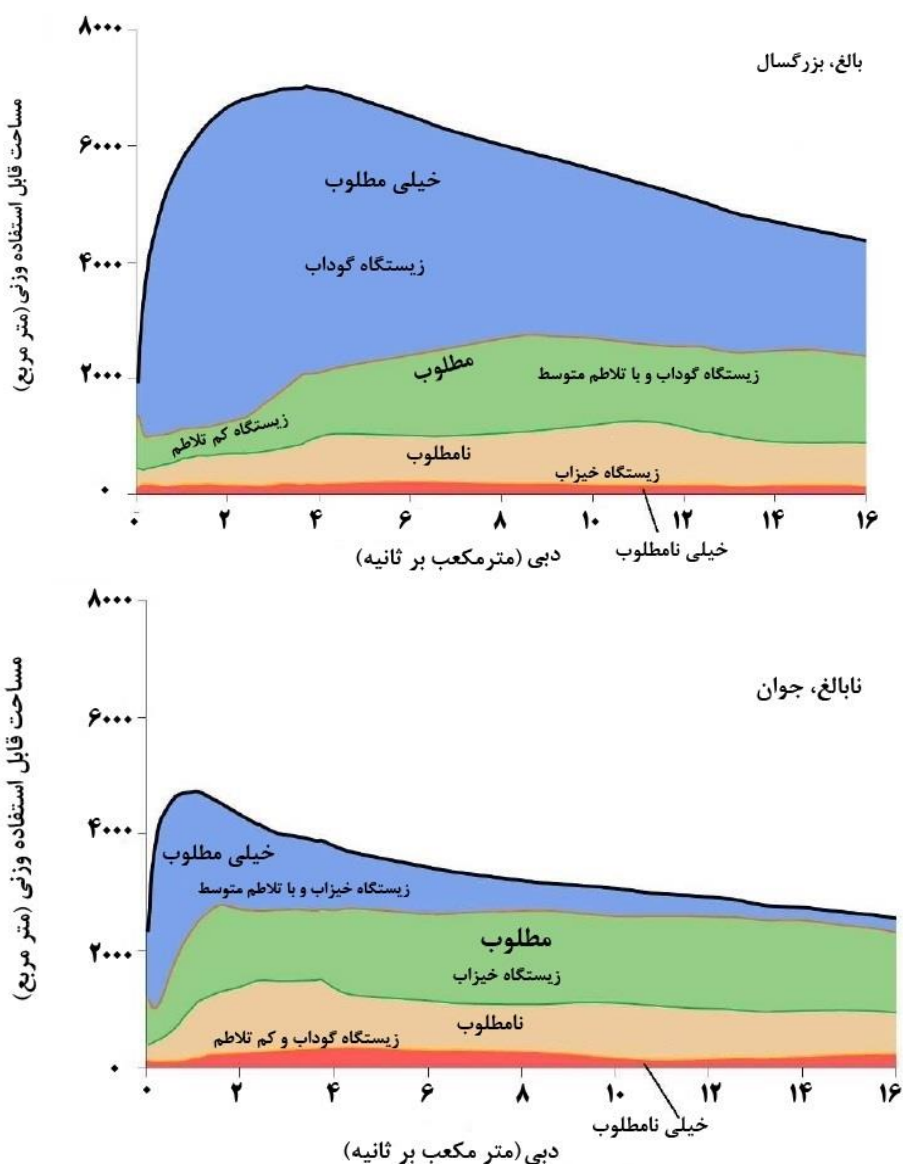 بالغ، بزرگسال
مساحت قابل استفاده وزنی (متر مربع)
۸۰۰۰
۶۰۰۰
۴۰۰۰
۲۰۰۰
۰
خیلی مطلوب
زیستگاه گوداب
مطلوب
زیستگاه گوداب و با تلاطم متوسط
زیستگاه کم تلاطم
نامطلوب
زیستگاه خیزاب
۰ ۲ ۴ ۶ ۸ ۱۰ ۱۲ ۱۴ ۱۶
خیلی نامطلوب
دبی (مترمکعب بر ثانیه)
نابالغ، جوان
مساحت قابل استفاده وزنی (متر مربع)
۸۰۰۰
۶۰۰۰
۴۰۰۰
۲۰۰۰
۰
خیلی مطلوب
زیستگاه خیزاب و با تلاطم متوسط
مطلوب
زیستگاه خیزاب
نامطلوب
زیستگاه گوداب و کم تلاطم
۰ ۲ ۴ ۶ ۸ ۱۰ ۱۲ ۱۴ ۱۶
خیلی نامطلوب
دبی (متر مکعب بر ثانیه)